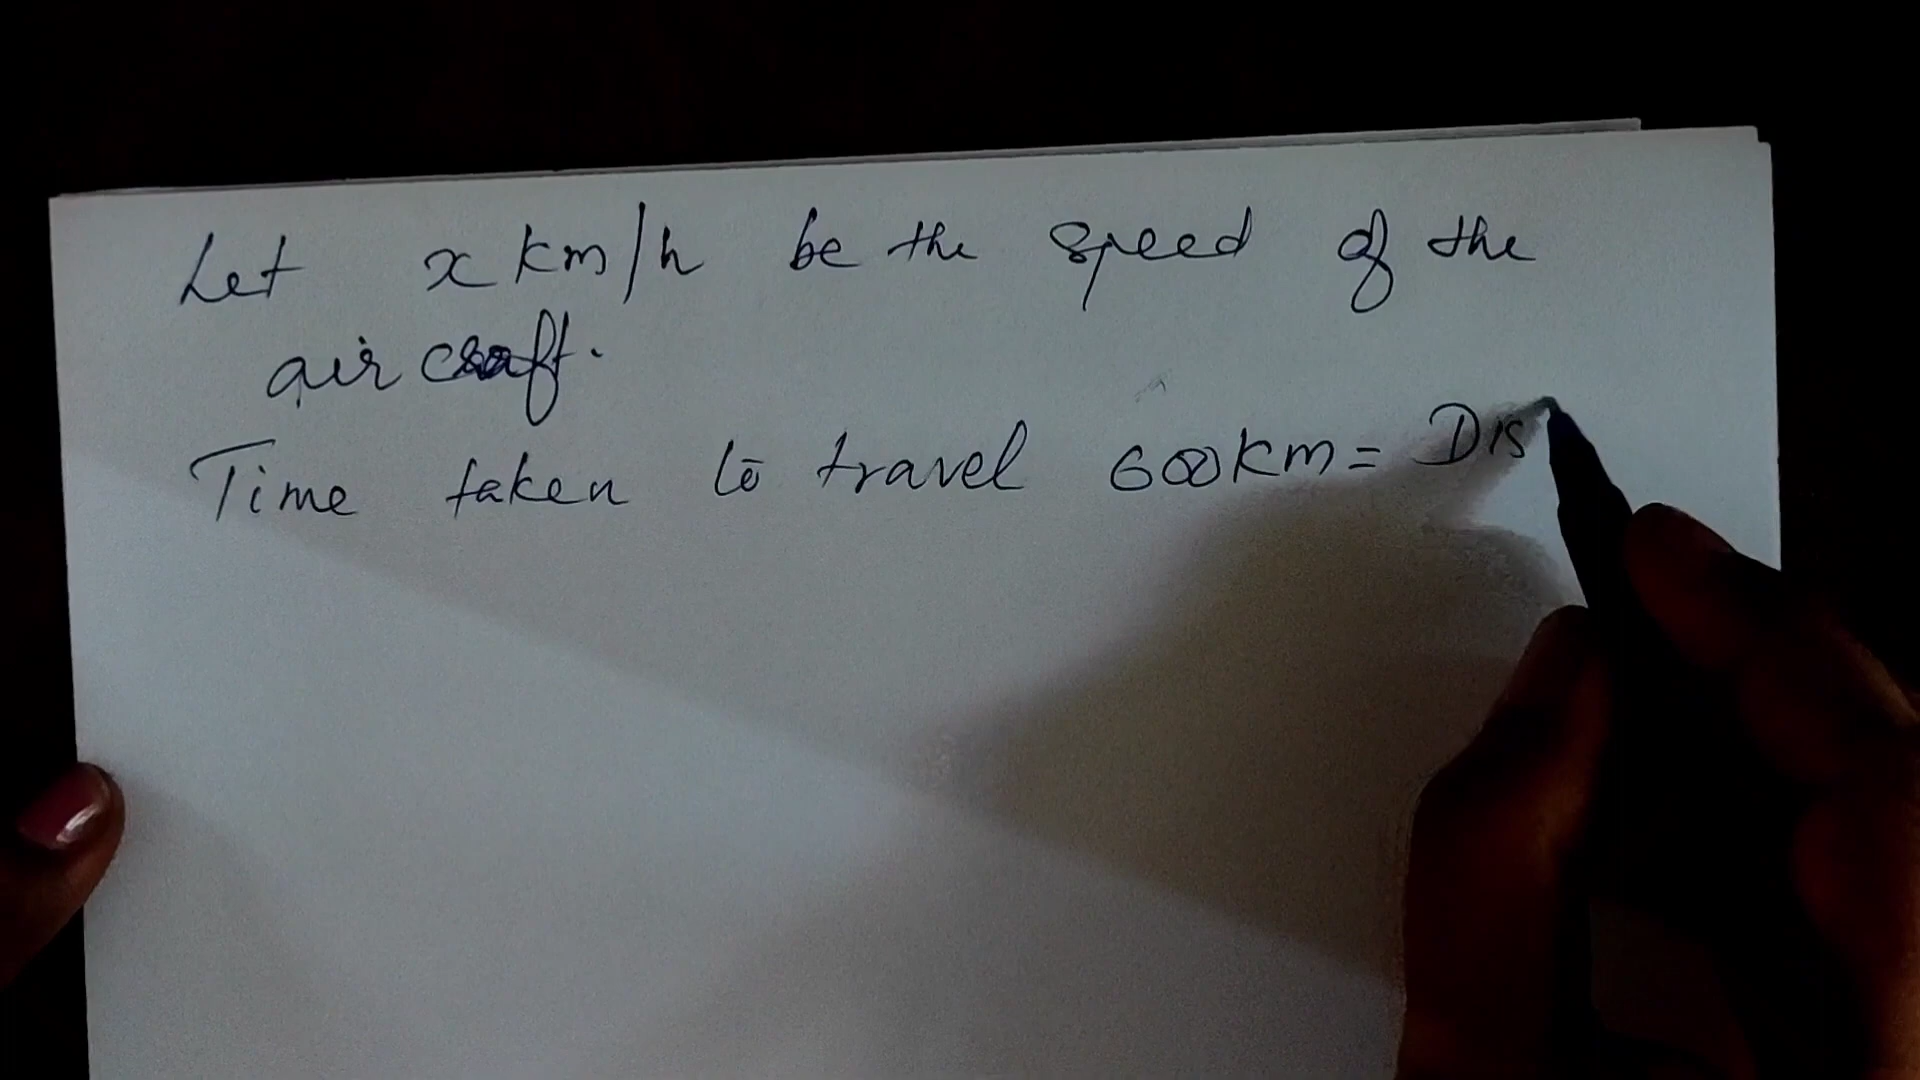 Let x km/h be the speed of the
air craft.
Time taken to travel 600km = Dis